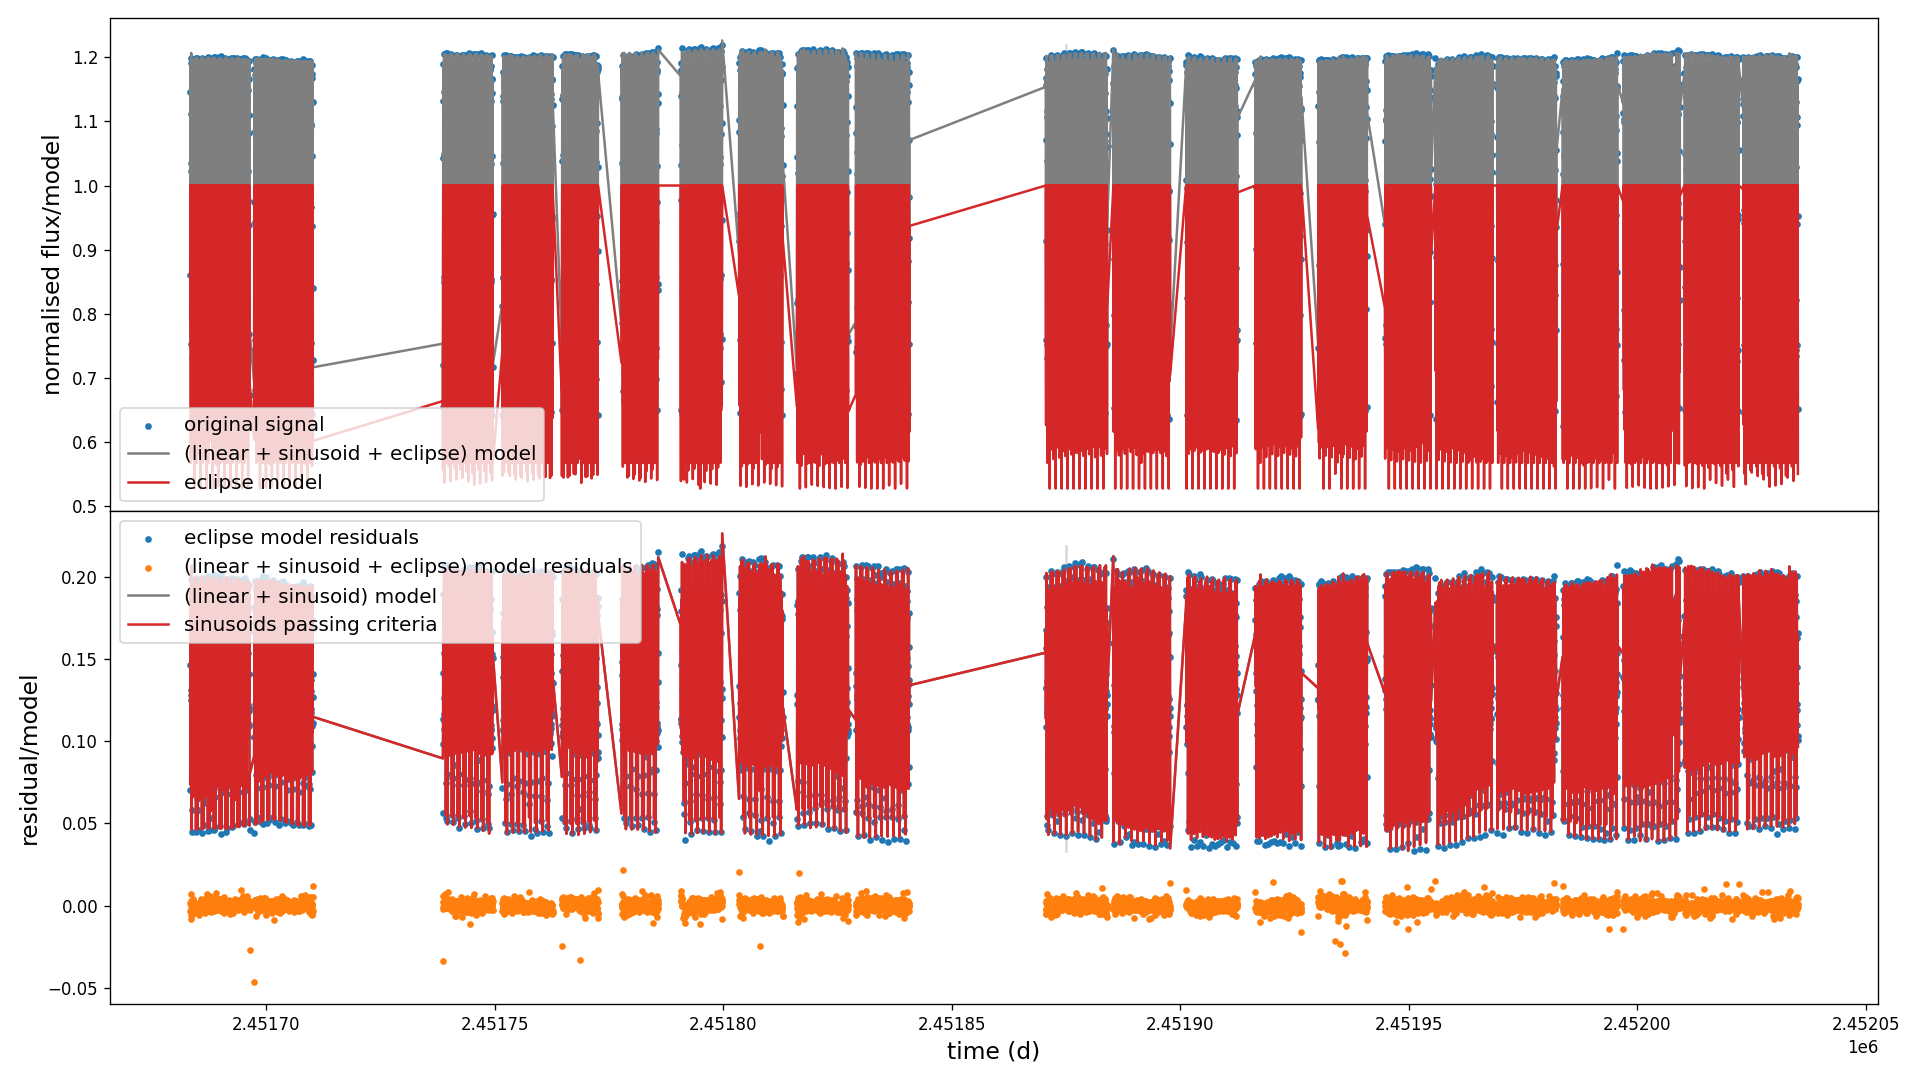 normalised flux/model
1.2
1.1
1.0
0.9
0.8
0.7
0.6
0.5
original signal
(linear + sinusoid + eclipse) model
eclipse model
residual/model
0.20
0.15
0.10
0.05
0.00
−0.05
eclipse model residuals
(linear + sinusoid + eclipse) model residuals
(linear + sinusoid) model
sinusoids passing criteria
2.45170 2.45175 2.45180 2.45185 2.45190 2.45195 2.45200 2.45205
time (d)
1e6